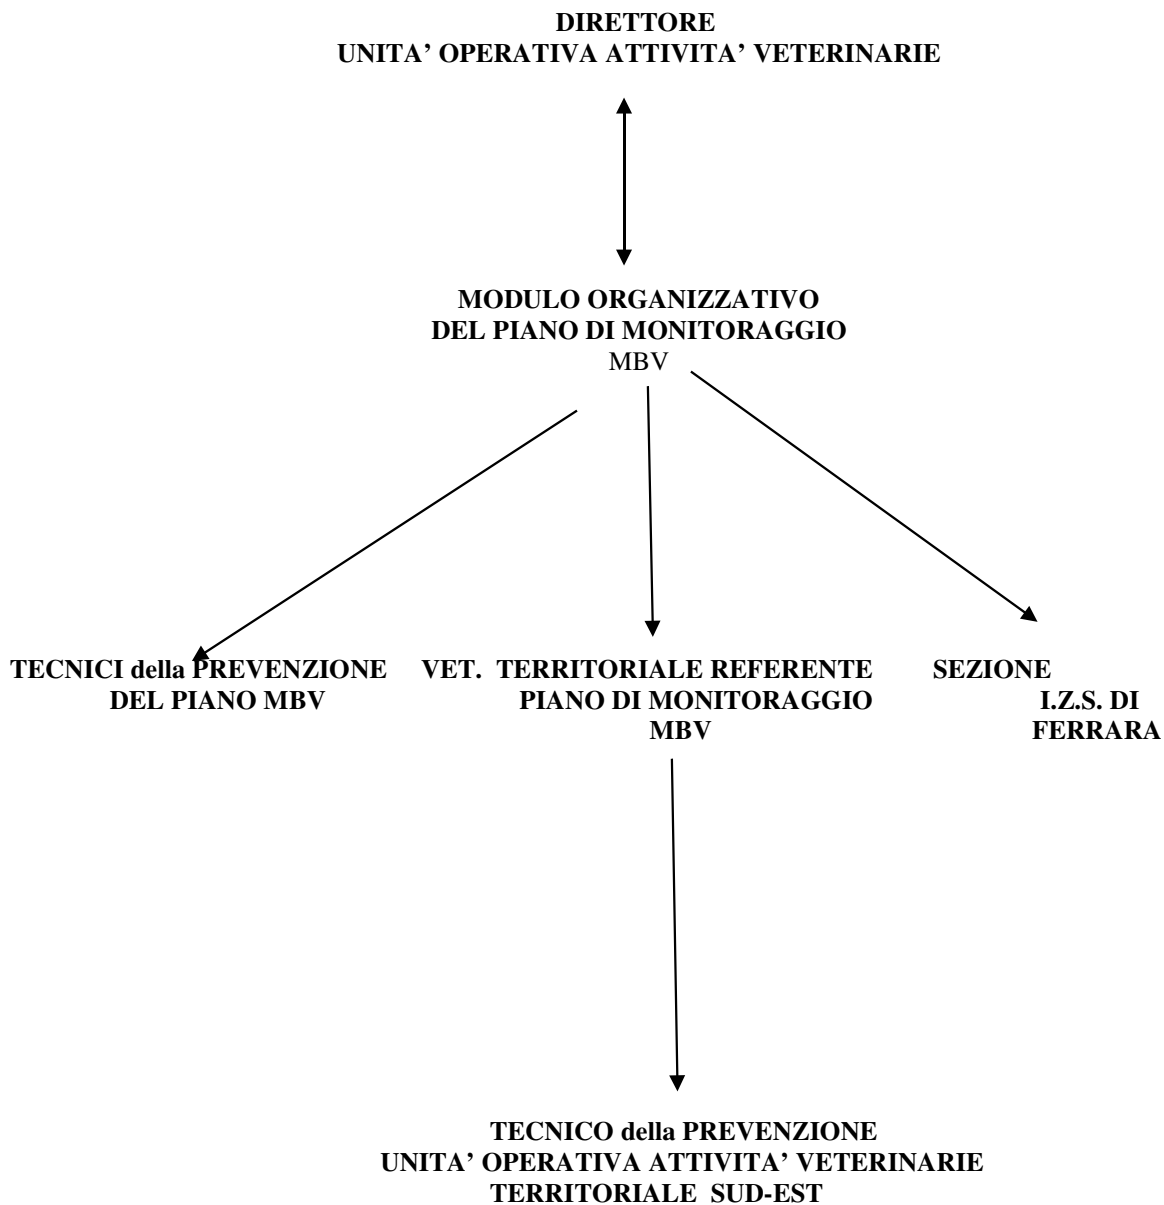 DIRETTORE
UNITA’ OPERATIVA ATTIVITA’ VETERINARIE
MODULO ORGANIZZATIVO
DEL PIANO DI MONITORAGGIO
MBV
TECNICI della PREVENZIONE
DEL PIANO MBV
VET. TERRITORIALE REFERENTE
PIANO DI MONITORAGGIO
MBV
SEZIONE
I.Z.S. DI
FERRARA
TECNICO della PREVENZIONE
UNITA’ OPERATIVA ATTIVITA’ VETERINARIE
TERRITORIALE SUD-EST